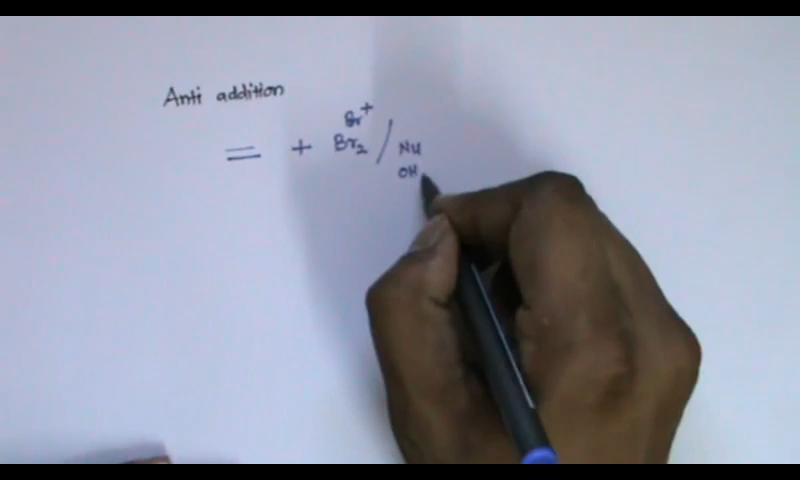 Anti addition
Br+
= + Br2 / Nu
OH